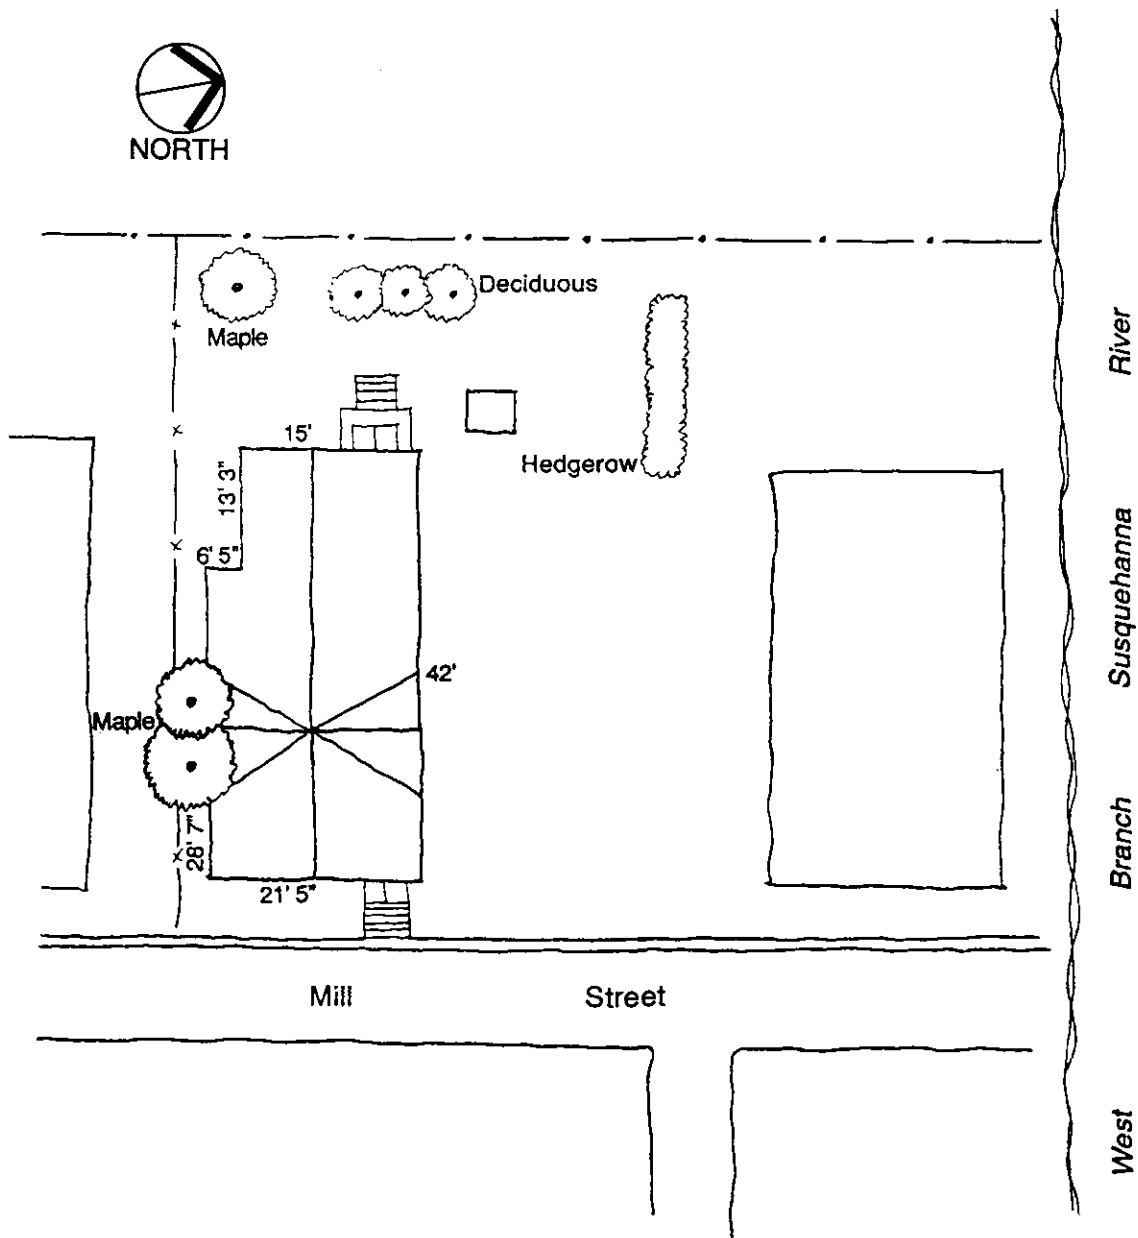 NORTH
Deciduous
Maple
River
15'
13' 3"
Hedgerow
6' 5"
Susquehanna
42'
Maple
28' 7"
21' 5"
Branch
Mill Street
West